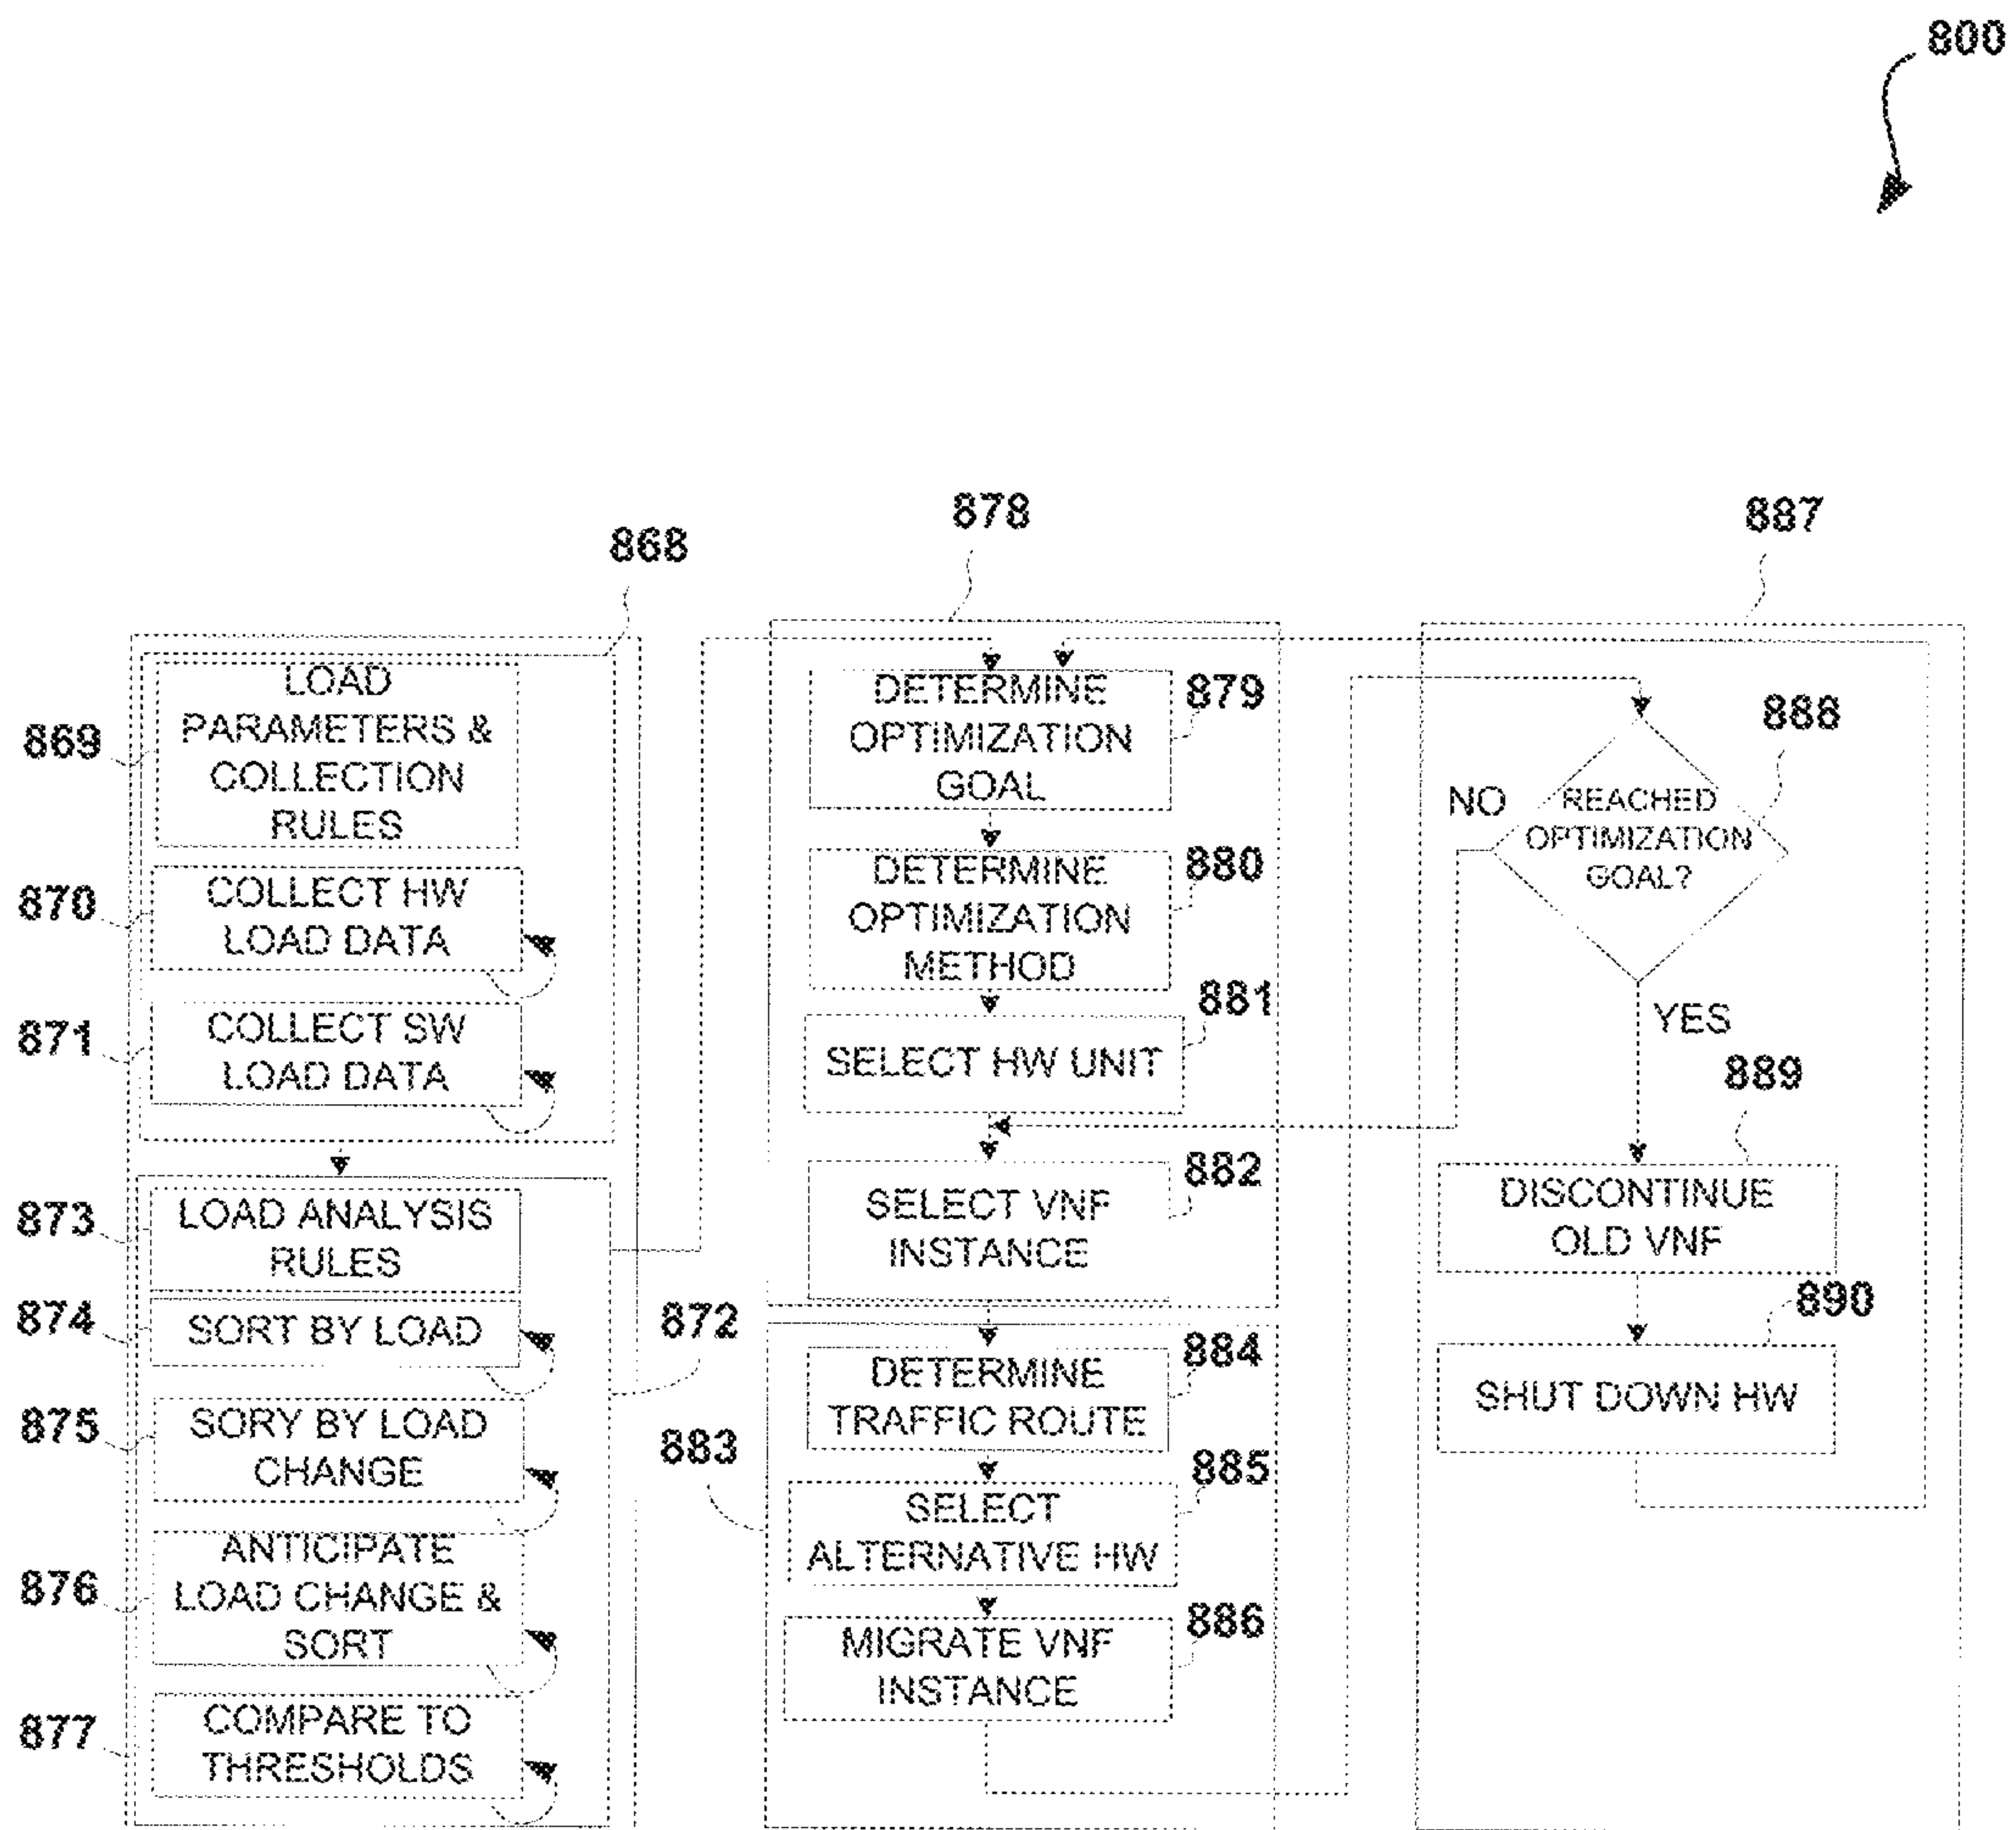 800
868
869
LOAD
PARAMETERS &
COLLECTION
RULES
870
COLLECT HW
LOAD DATA
871
COLLECT SW
LOAD DATA
872
873
LOAD ANALYSIS
RULES
874
SORT BY LOAD
875
SORY BY LOAD
CHANGE
876
ANTICIPATE
LOAD CHANGE &
SORT
877
COMPARE TO
THRESHOLDS
878
DETERMINE
OPTIMIZATION
GOAL
879
DETERMINE
OPTIMIZATION
METHOD
880
881
SELECT HW UNIT
882
SELECT VNF
INSTANCE
883
884
DETERMINE
TRAFFIC ROUTE
885
SELECT
ALTERNATIVE HW
886
MIGRATE VNF
INSTANCE
887
888
NO
REACHED
OPTIMIZATION
GOAL?
YES
889
DISCONTINUE
OLD VNF
890
SHUT DOWN HW